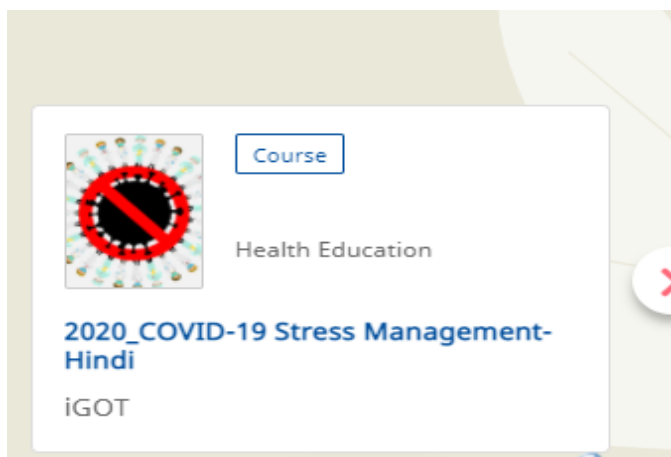 Course
Health Education
2020_COVID-19 Stress Management-
Hindi
iGOT